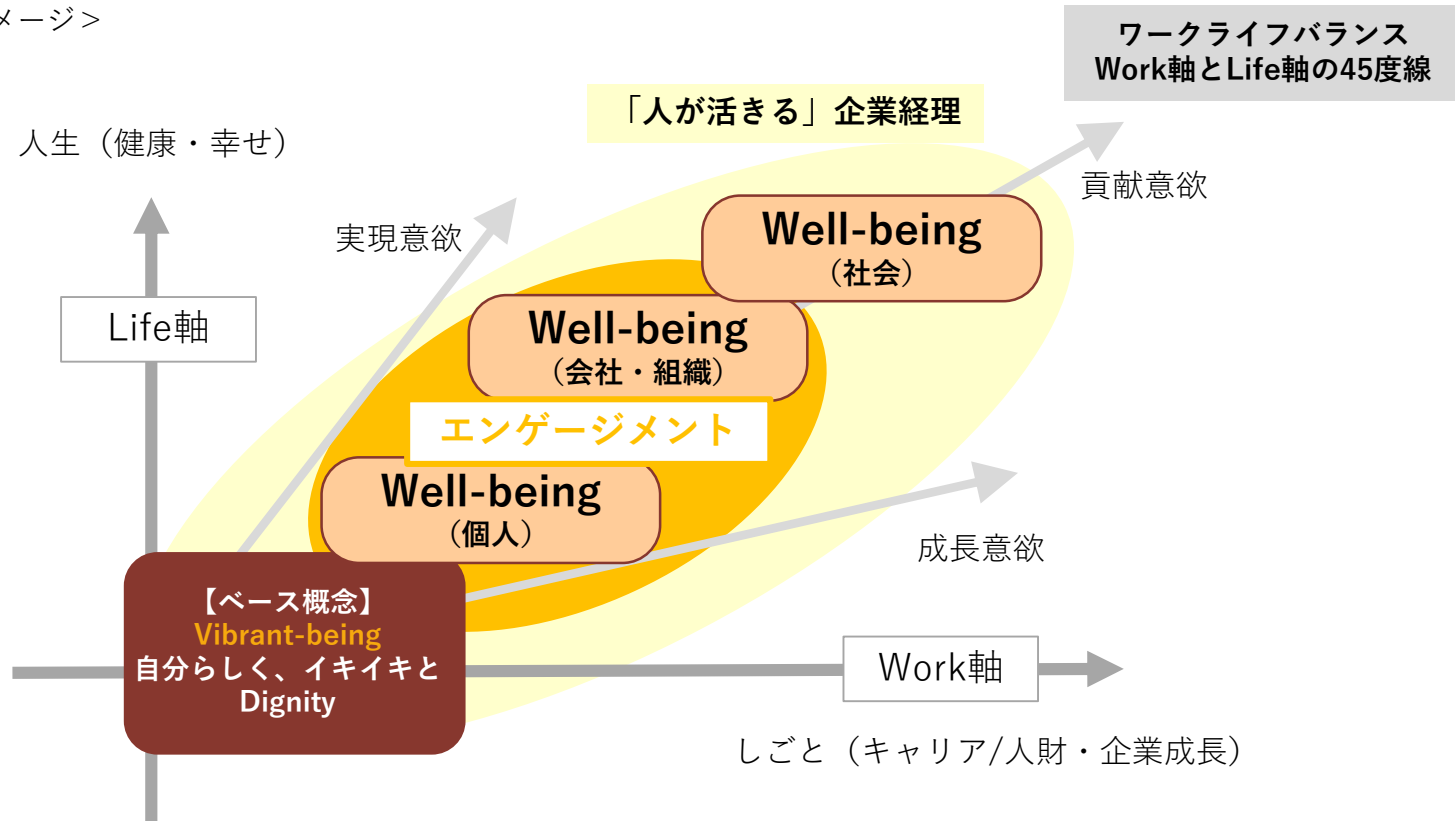 メージ＞
ワークライフバランス
Work軸とLife軸の45度線
「人が活きる」企業経理
人生（健康・幸せ）
貢献意欲
実現意欲
Well-being
（社会）
Life軸
Well-being
（会社・組織）
エンゲージメント
Well-being
（個人）
成長意欲
【ベース概念】
Vibrant-being
自分らしく、イキイキと
Dignity
Work軸
しごと（キャリア/人財・企業成長）